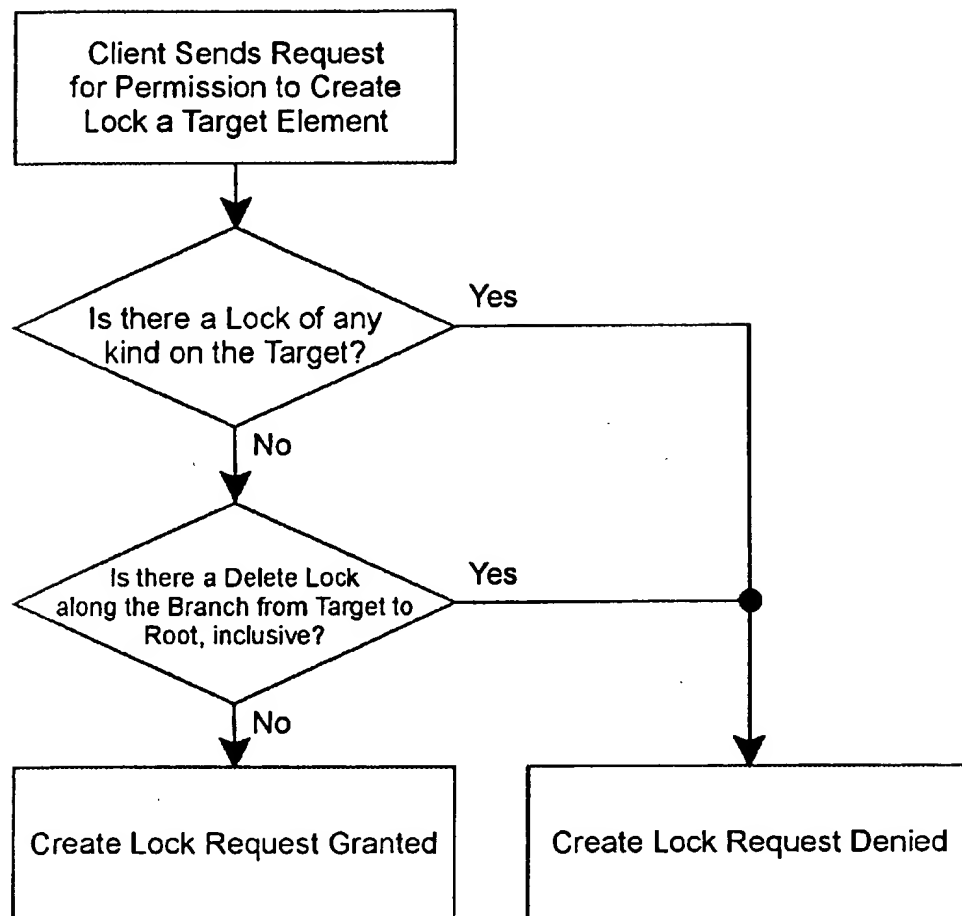 Client Sends Request
for Permission to Create
Lock a Target Element
Is there a Lock of any
kind on the Target?
Yes
No
Is there a Delete Lock
along the Branch from Target to
Root, inclusive?
Yes
No
Create Lock Request Granted
Create Lock Request Denied